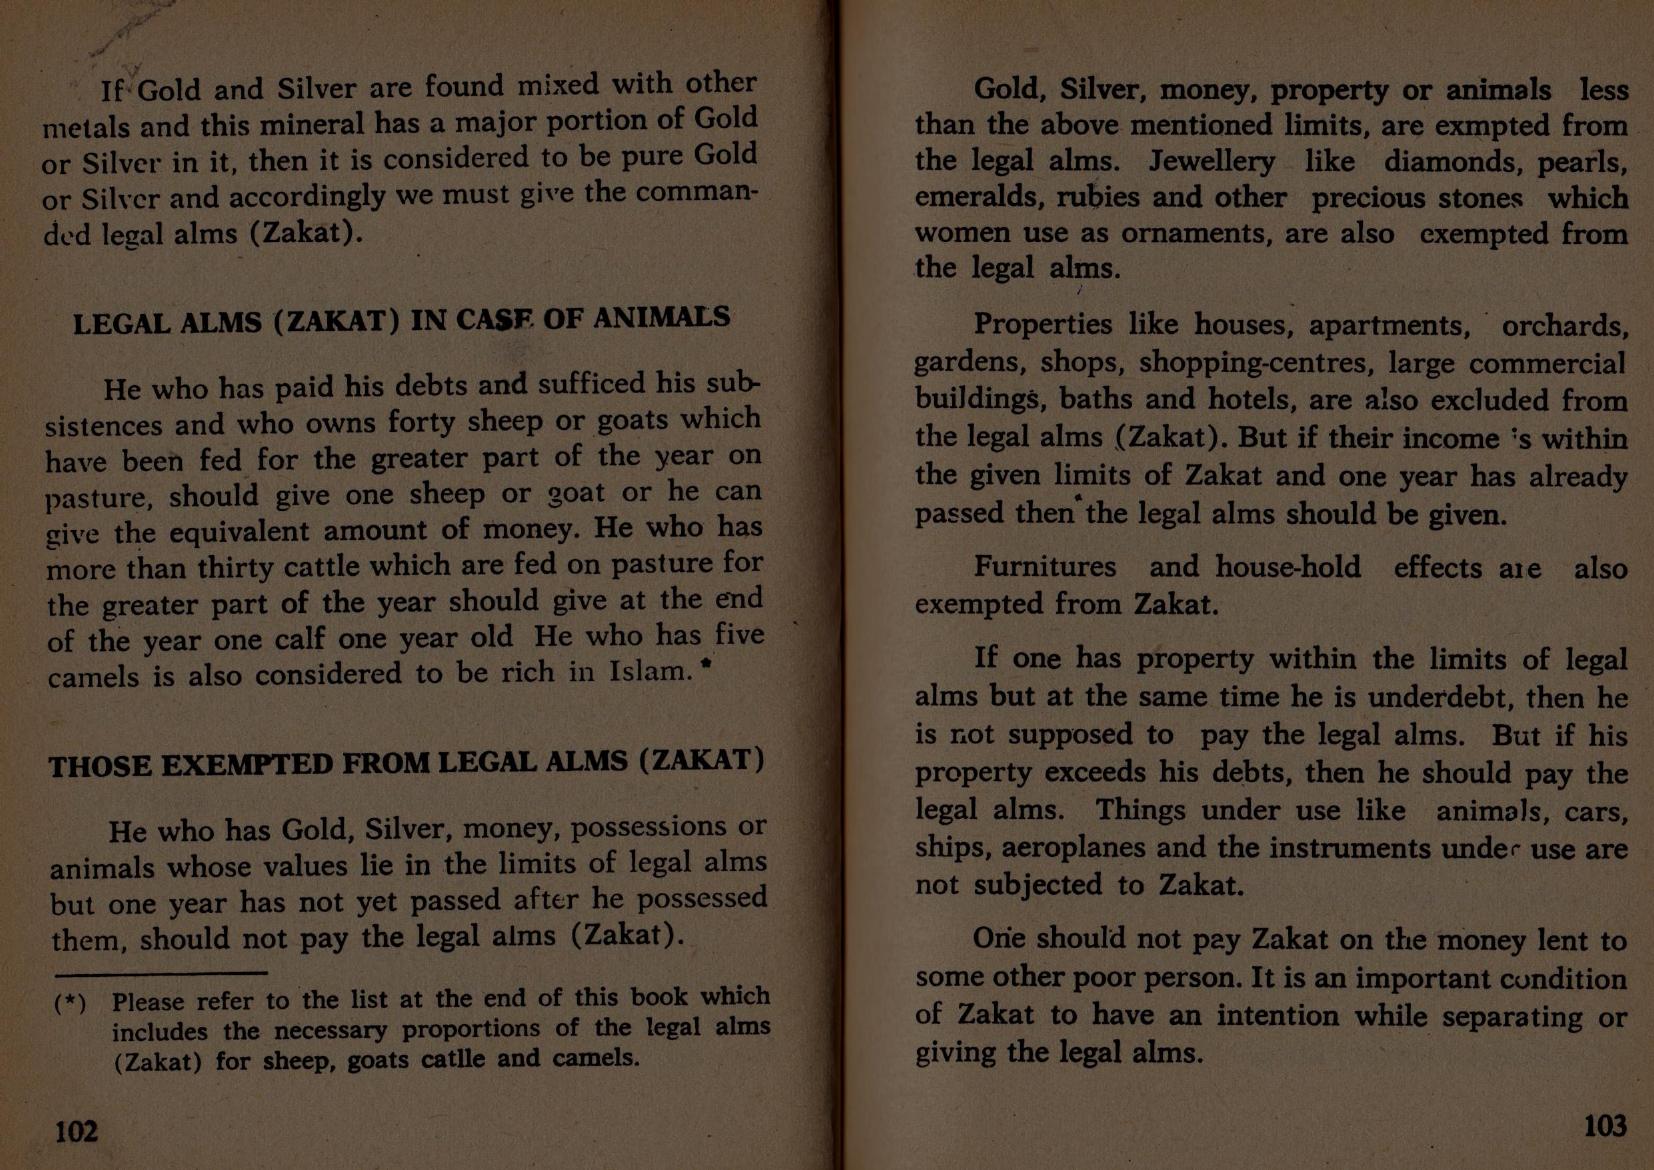 If Gold and Silver are found mixed with other
metals and this mineral has a major portion of Gold
or Silver in it, then it is considered to be pure Gold
or Silver and accordingly we must give the comman-
ded legal alms (Zakat).
LEGAL ALMS (ZAKAT) IN CASE OF ANIMALS
He who has paid his debts and sufficed his sub-
sistences and who owns forty sheep or goats which
have been fed for the greater part of the year on
pasture, should give one sheep or goat or he can
give the equivalent amount of money. He who has
more than thirty cattle which are fed on pasture for
the greater part of the year should give at the end
of the year one calf one year old He who has five
camels is also considered to be rich in Islam. *
THOSE EXEMPTED FROM LEGAL ALMS (ZAKAT)
He who has Gold, Silver, money, possessions or
animals whose values lie in the limits of legal alms
but one year has not yet passed after he possessed
them, should not pay the legal alms (Zakat).
(*) Please refer to the list at the end of this book which
includes the necessary proportions of the legal alms
(Zakat) for sheep, goats catlle and camels.
102
Gold, Silver, money, property or animals less
than the above mentioned limits, are exmpted from
the legal alms. Jewellery like diamonds, pearls,
emeralds, rubies and other precious stones which
women use as ornaments, are also exempted from
the legal alms.
Properties like houses, apartments, orchards,
gardens, shops, shopping-centres, large commercial
buildings, baths and hotels, are also excluded from
the legal alms (Zakat). But if their income 's within
the given limits of Zakat and one year has already
passed then the legal alms should be given.
Furnitures and house-hold effects are also
exempted from Zakat.
If one has property within the limits of legal
alms but at the same time he is underdebt, then he
is not supposed to pay the legal alms. But if his
property exceeds his debts, then he should pay the
legal alms. Things under use like animals, cars,
ships, aeroplanes and the instruments under use are
not subjected to Zakat.
One should not pay Zakat on the money lent to
some other poor person. It is an important condition
of Zakat to have an intention while separating or
giving the legal alms.
103